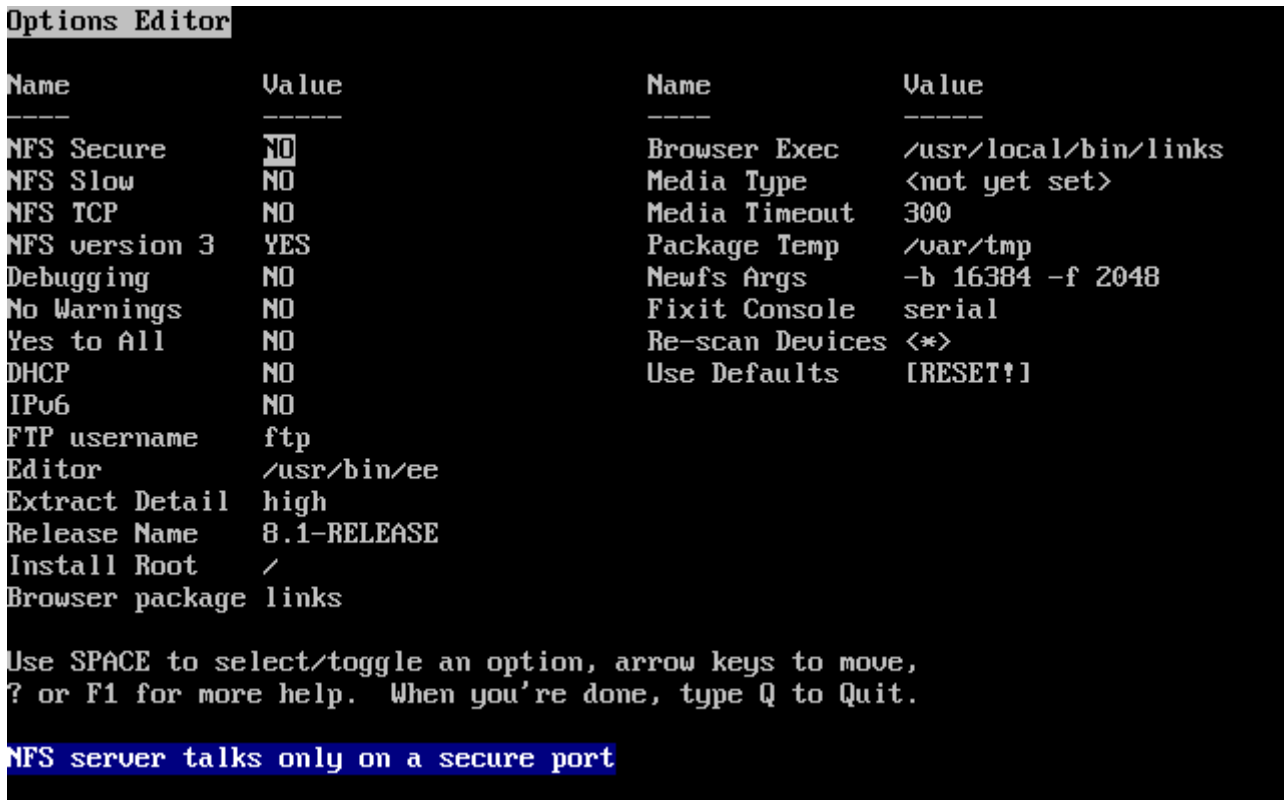 Options Editor
Name Value Name Value
---- ----- ---- -----
NFS Secure NO Browser Exec /usr/local/bin/links
NFS Slow NO Media Type <not yet set>
NFS TCP NO Media Timeout 300
NFS version 3 YES Package Temp /var/tmp
Debugging NO Newfs Args -b 16384 -f 2048
No Warnings NO Fixit Console serial
Yes to All NO Re-scan Devices <*>
DHCP NO Use Defaults [RESET!]
IPv6 NO
FTP username ftp
Editor /usr/bin/ee
Extract Detail high
Release Name 8.1-RELEASE
Install Root /
Browser package links
Use SPACE to select/toggle an option, arrow keys to move,
? or F1 for more help. When you're done, type Q to Quit.
NFS server talks only on a secure port